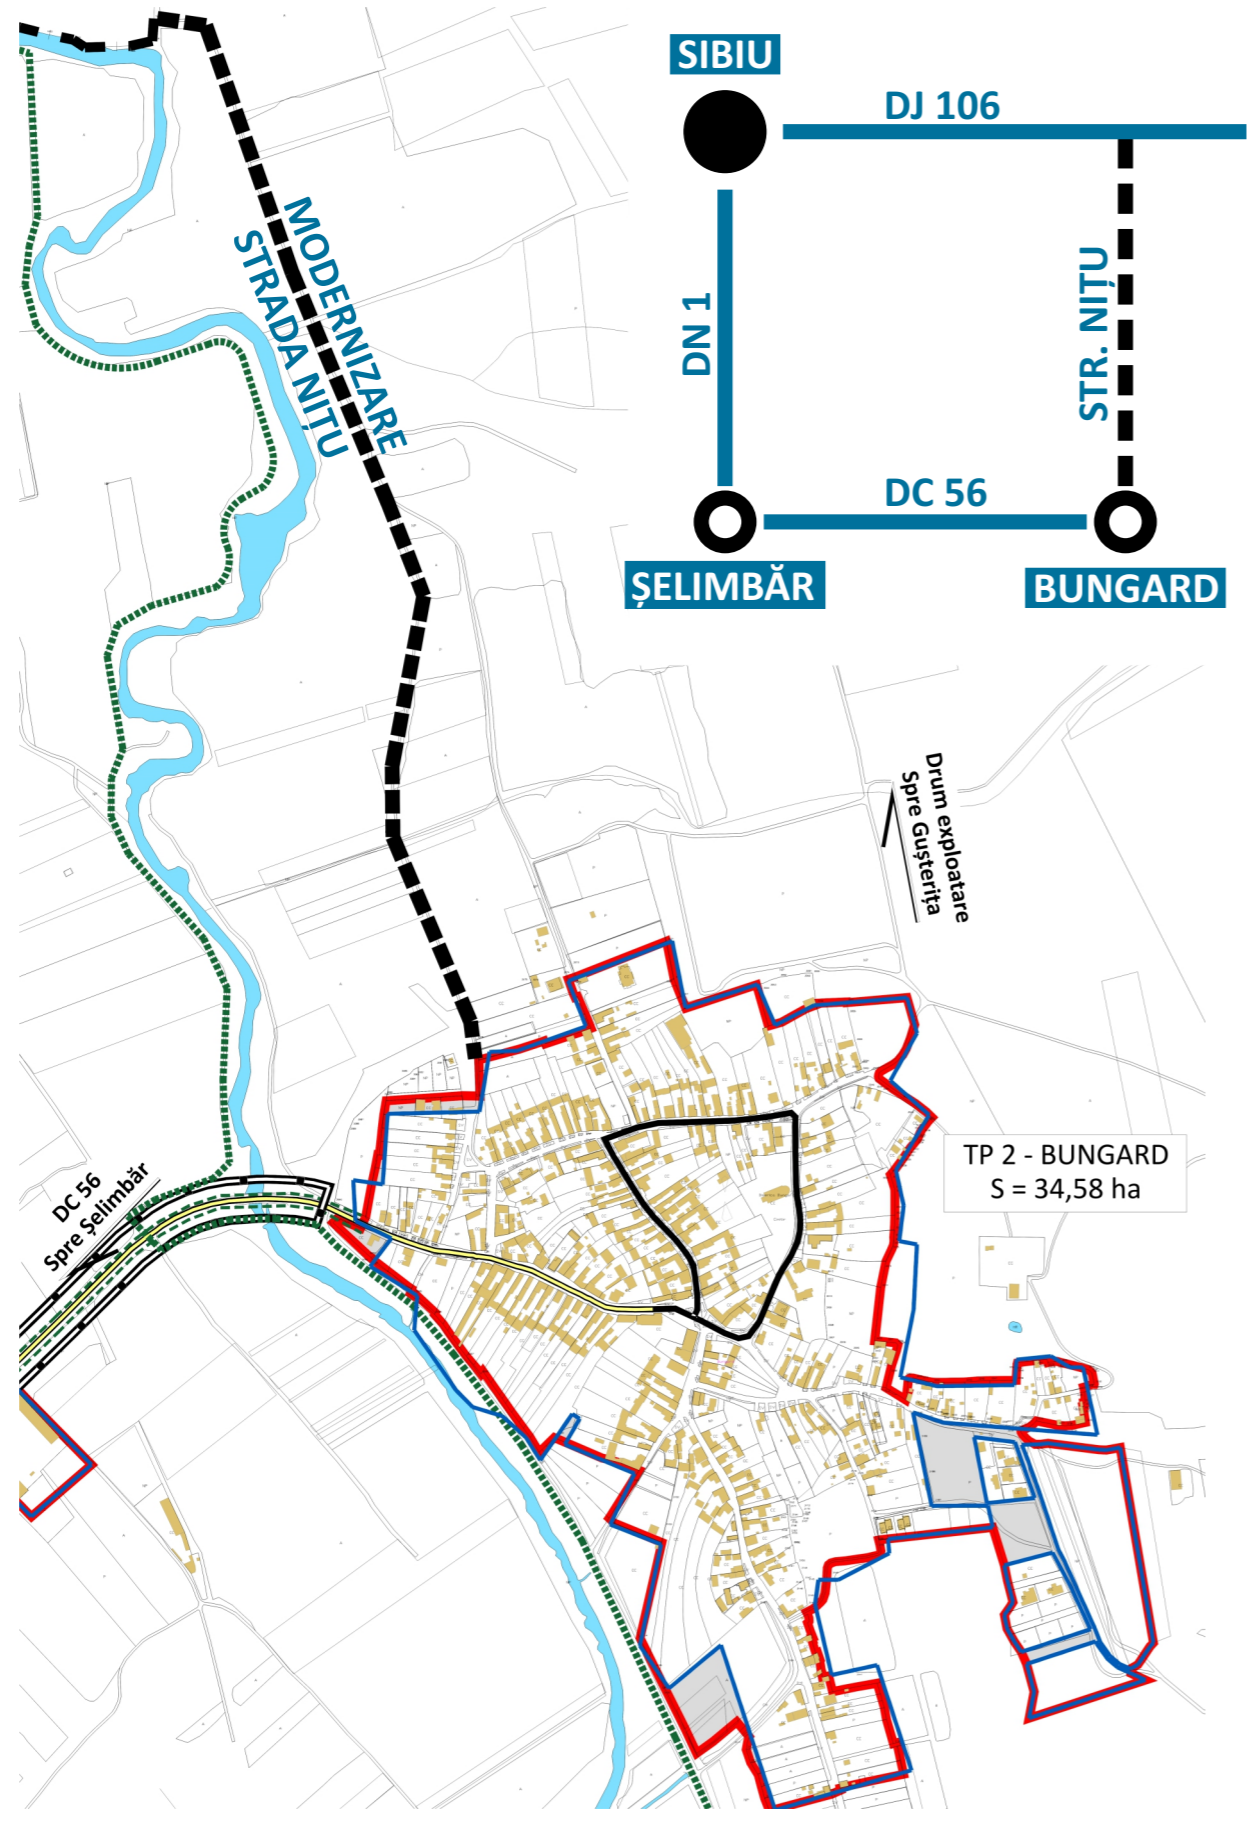 SIBIU
DJ 106
DN 1
STR. NIȚU
DC 56
ȘELIMBĂR
BUNGARD
MODERNIZARE
STRADA NIȚU
Drum exploatare
Spre Gușterița
TP 2 - BUNGARD
S = 34,58 ha
DC 56
Spre Șelimbăr